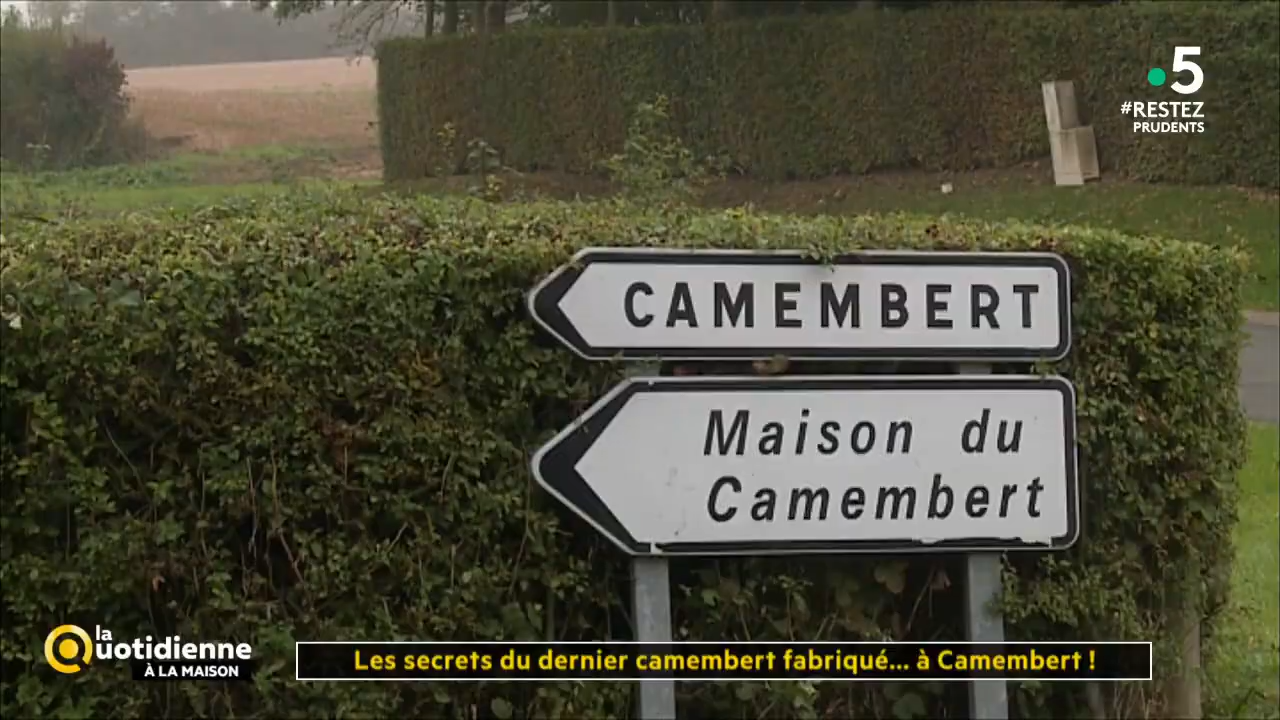 5
#RESTEZ
PRUDENTS
CAMEMBERT
Maison du
Camembert
la
Quotidienne
À LA MAISON
Les secrets du dernier camembert fabriqué... à Camembert !